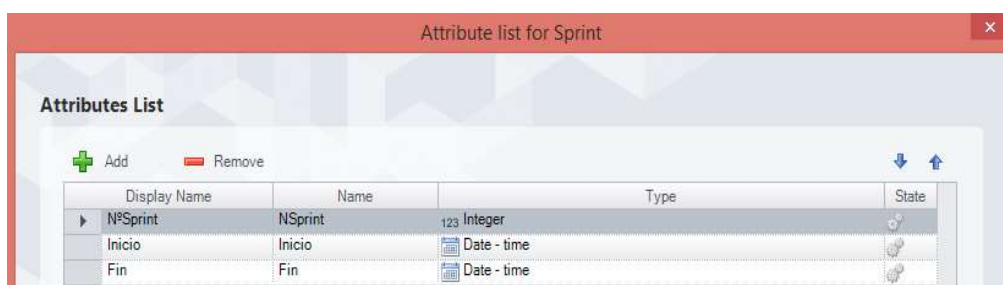 Attribute list for Sprint
Attributes List
Add Remove
Display Name Name Type State
NºSprint NSprint 123 Integer
Inicio Inicio Date - time
Fin Fin Date - time